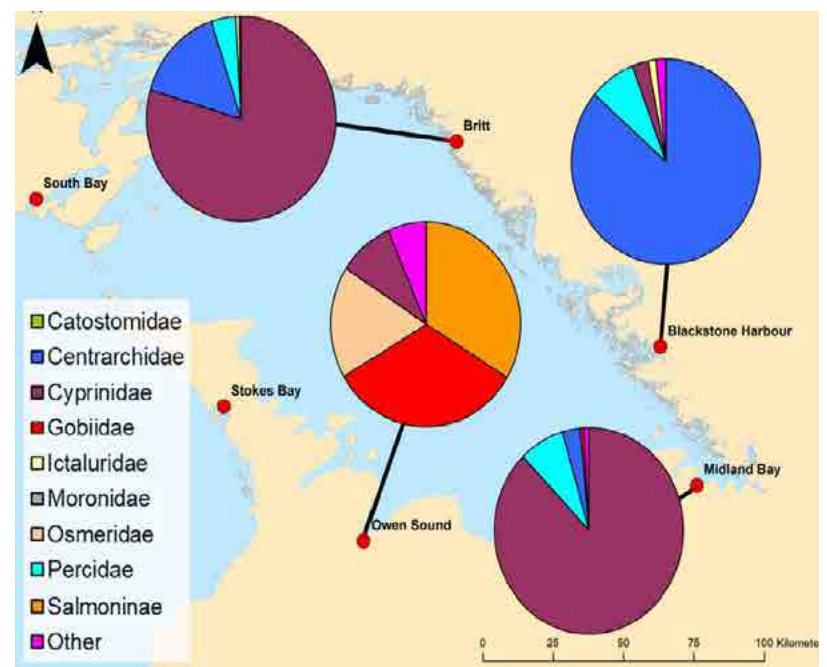 Britt
South Bay
Blackstone Harbour
Catostomidae
Centrarchidae
Cyprinidae
Gobiidae
Ictaluridae
Moronidae
Osmeridae
Percidae
Salmoninae
Other
Stokes Bay
Midland Bay
Owen Sound
0 25 50 75 100 Kilomete